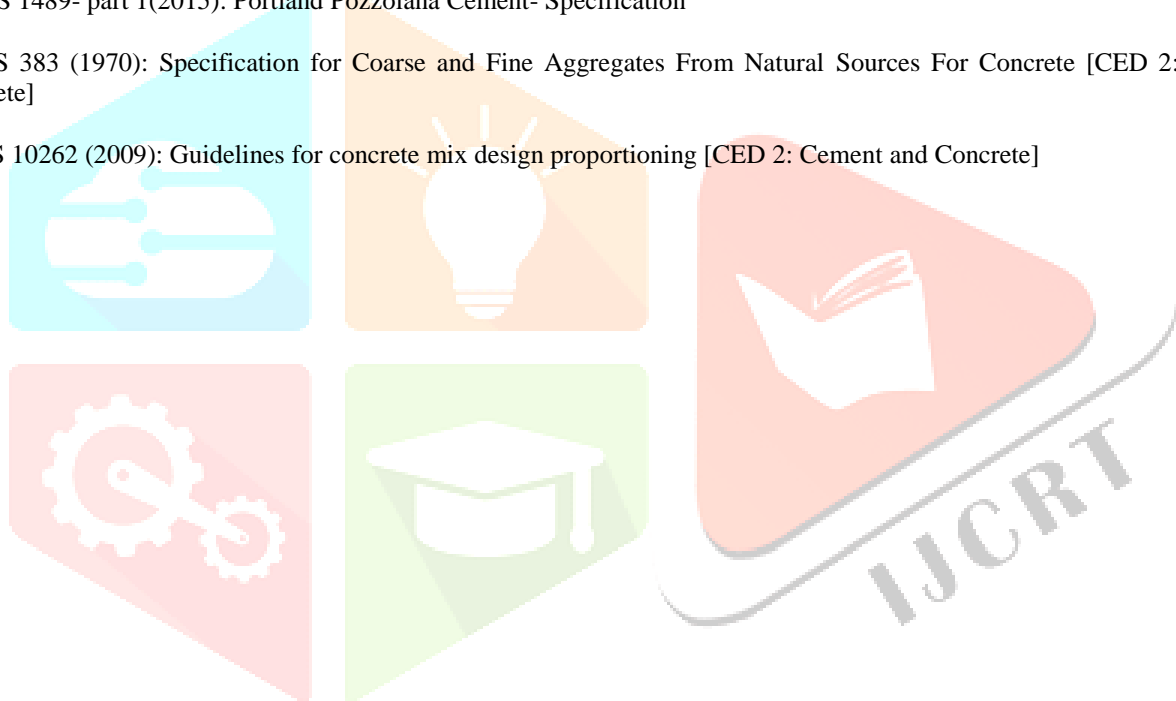 S 1489- part 1(2015): Portland Pozzolana Cement- Specification
S 383 (1970): Specification for Coarse and Fine Aggregates From Natural Sources For Concrete [CED 2:
ete]
S 10262 (2009): Guidelines for concrete mix design proportioning [CED 2: Cement and Concrete]
IJCRT